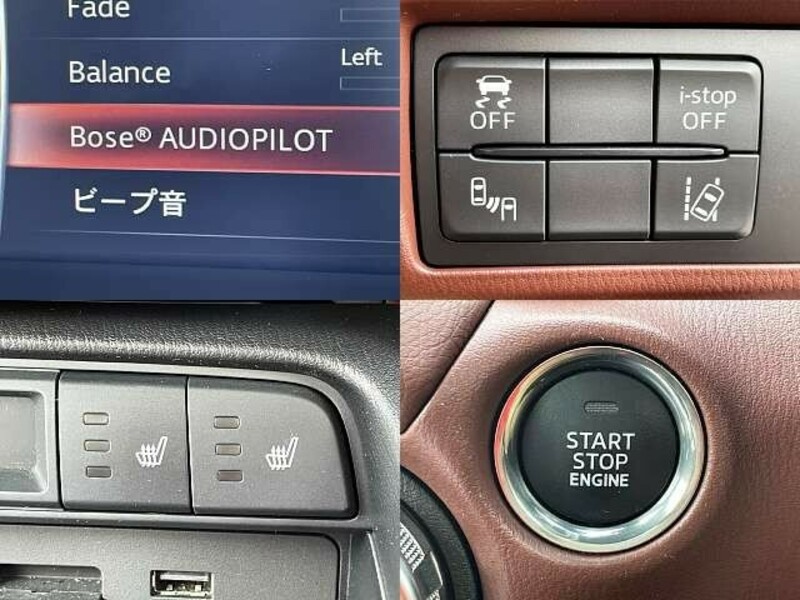 Fade
Balance
Left
Bose® AUDIOPILOT
ビープ音
OFF
i-stop
OFF
START
STOP
ENGINE